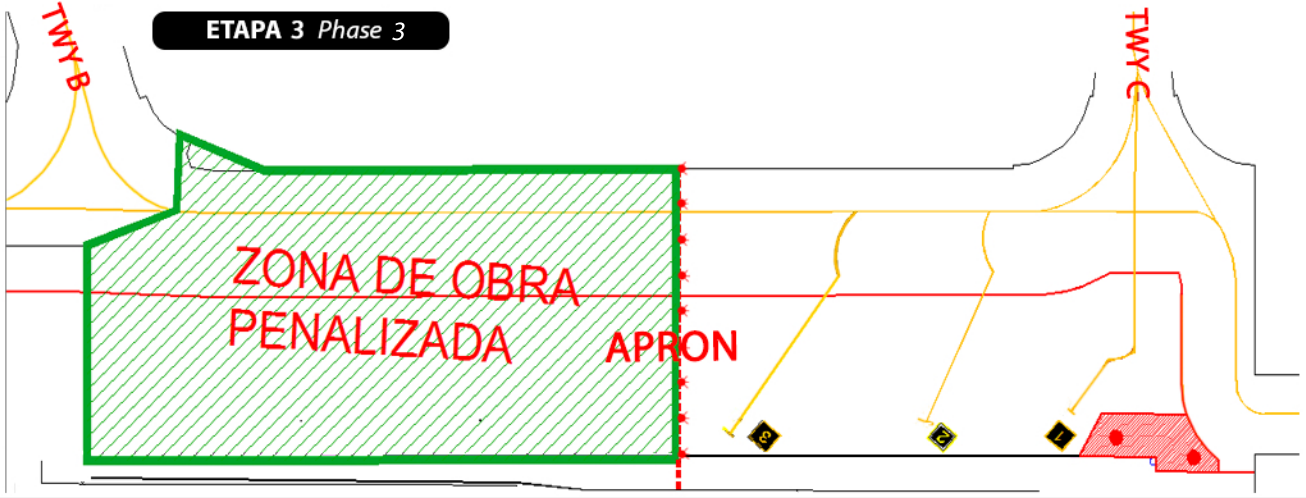 ETAPA 3 Phase 3
TWY B
TWY C
ZONA DE OBRA
PENALIZADA
APRON
3
2
1